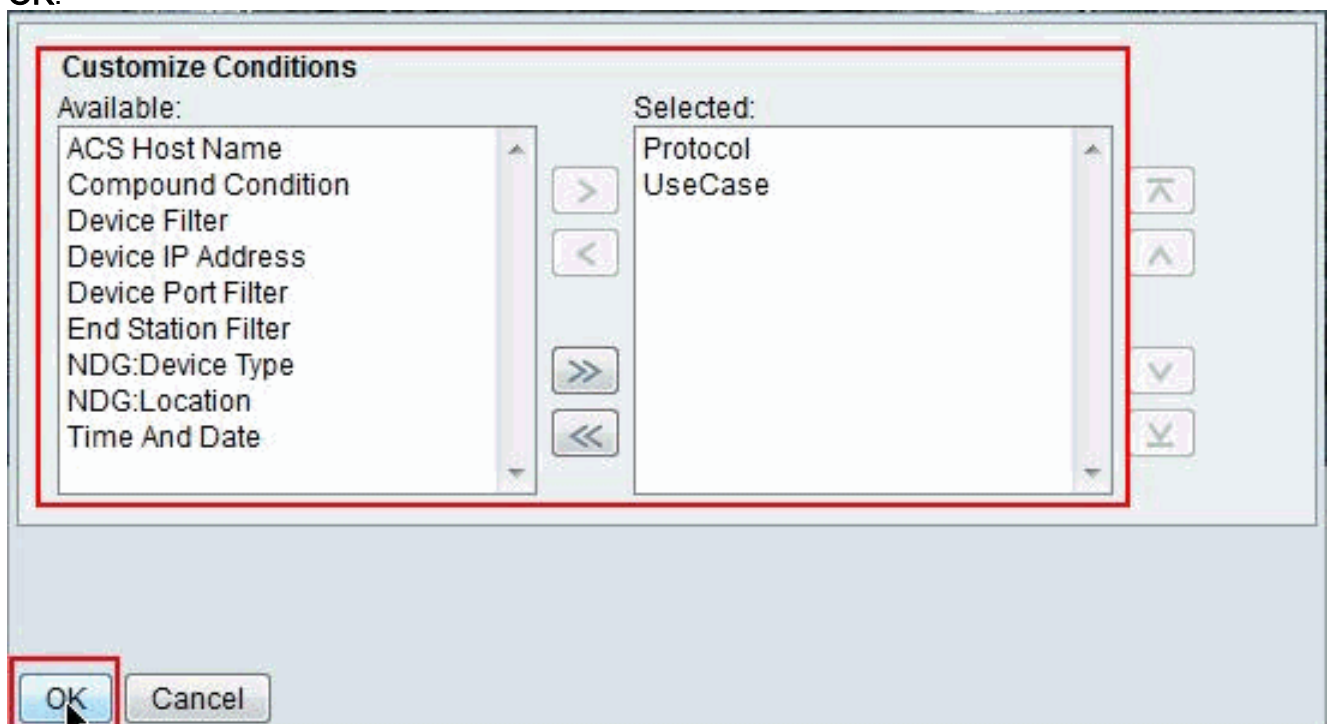 OK.
Customize Conditions
Available:
Selected:
ACS Host Name
Compound Condition
Device Filter
Device IP Address
Device Port Filter
End Station Filter
NDG:Device Type
NDG:Location
Time And Date
Protocol
UseCase
OK
Cancel